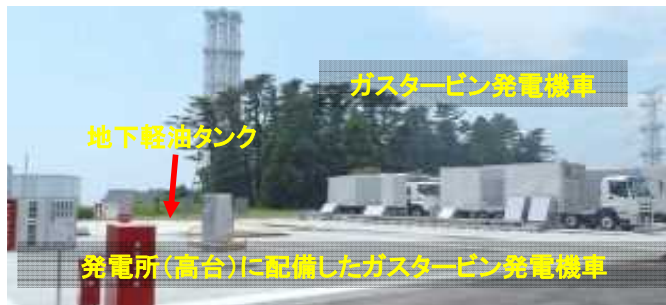 ガスタービン発電機車
地下軽油タンク
発電所(高台)に配備したガスタービン発電機車